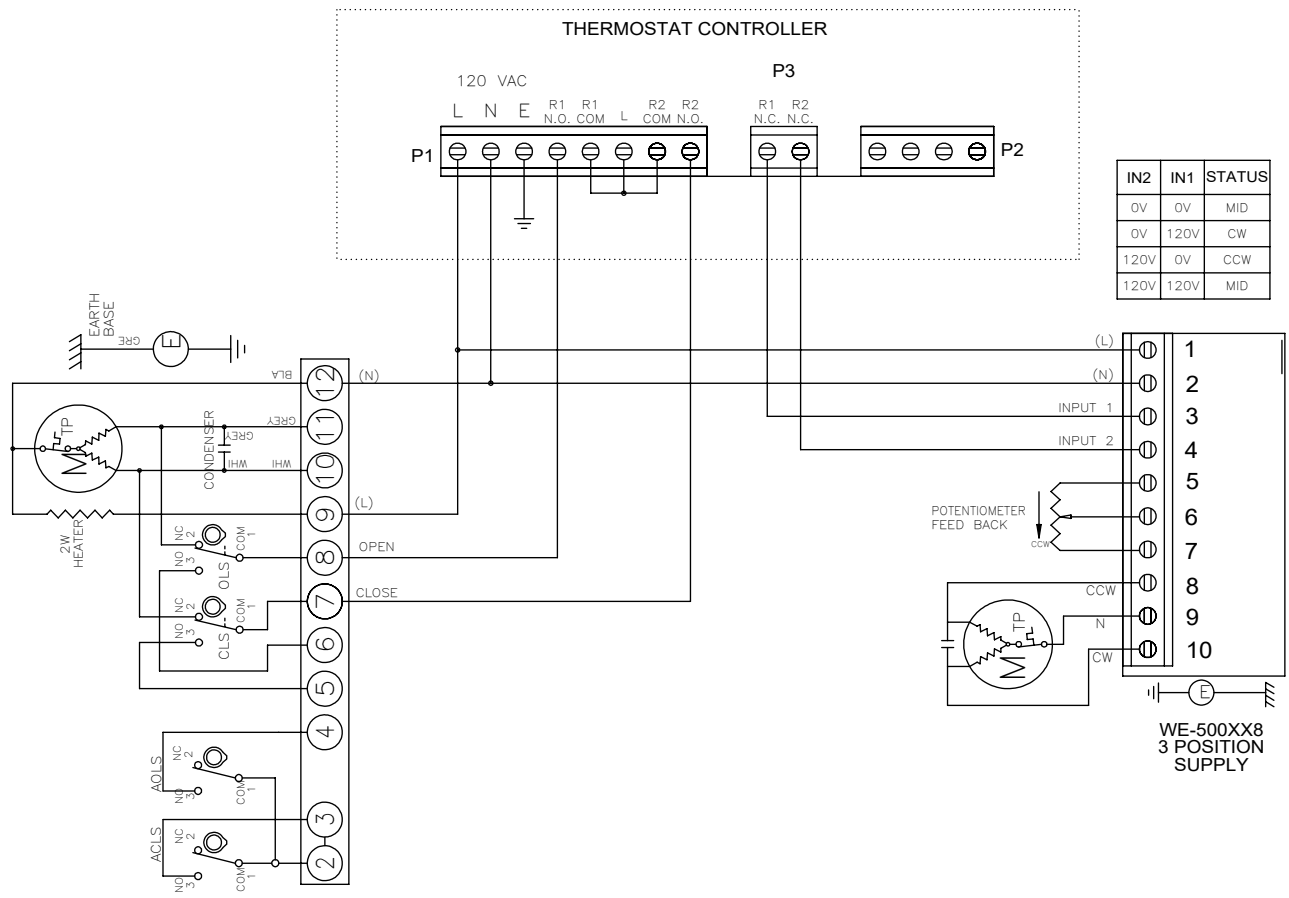 THERMOSTAT CONTROLLER
120 VAC
P3
L N E R1 N.O. R1 COM L R2 COM R2 N.O.
R1 N.C. R2 N.C.
P1
P2
IN2 IN1 STATUS
0V 0V MID
0V 120V CW
120V 0V CCW
120V 120V MID
EARTH
BASE
GRE
E
BLA
12
(N)
TP
M
GREY
11
CONDENSER
GREY
WHI
WHI
10
2W
HEATER
9
(L)
NC
2
NO
3
COM
1
OLS
8
OPEN
NC
2
NO
3
COM
1
CLS
7
CLOSE
6
5
4
AOLS
NC
2
NO
3
COM
1
3
ACLS
NC
2
NO
3
COM
1
2
(L)
1
(N)
2
INPUT 1
3
INPUT 2
4
5
POTENTIOMETER
FEED BACK
6
CCW
7
CCW
8
TP
M
N
9
CW
10
E
WE-500XX8
3 POSITION
SUPPLY